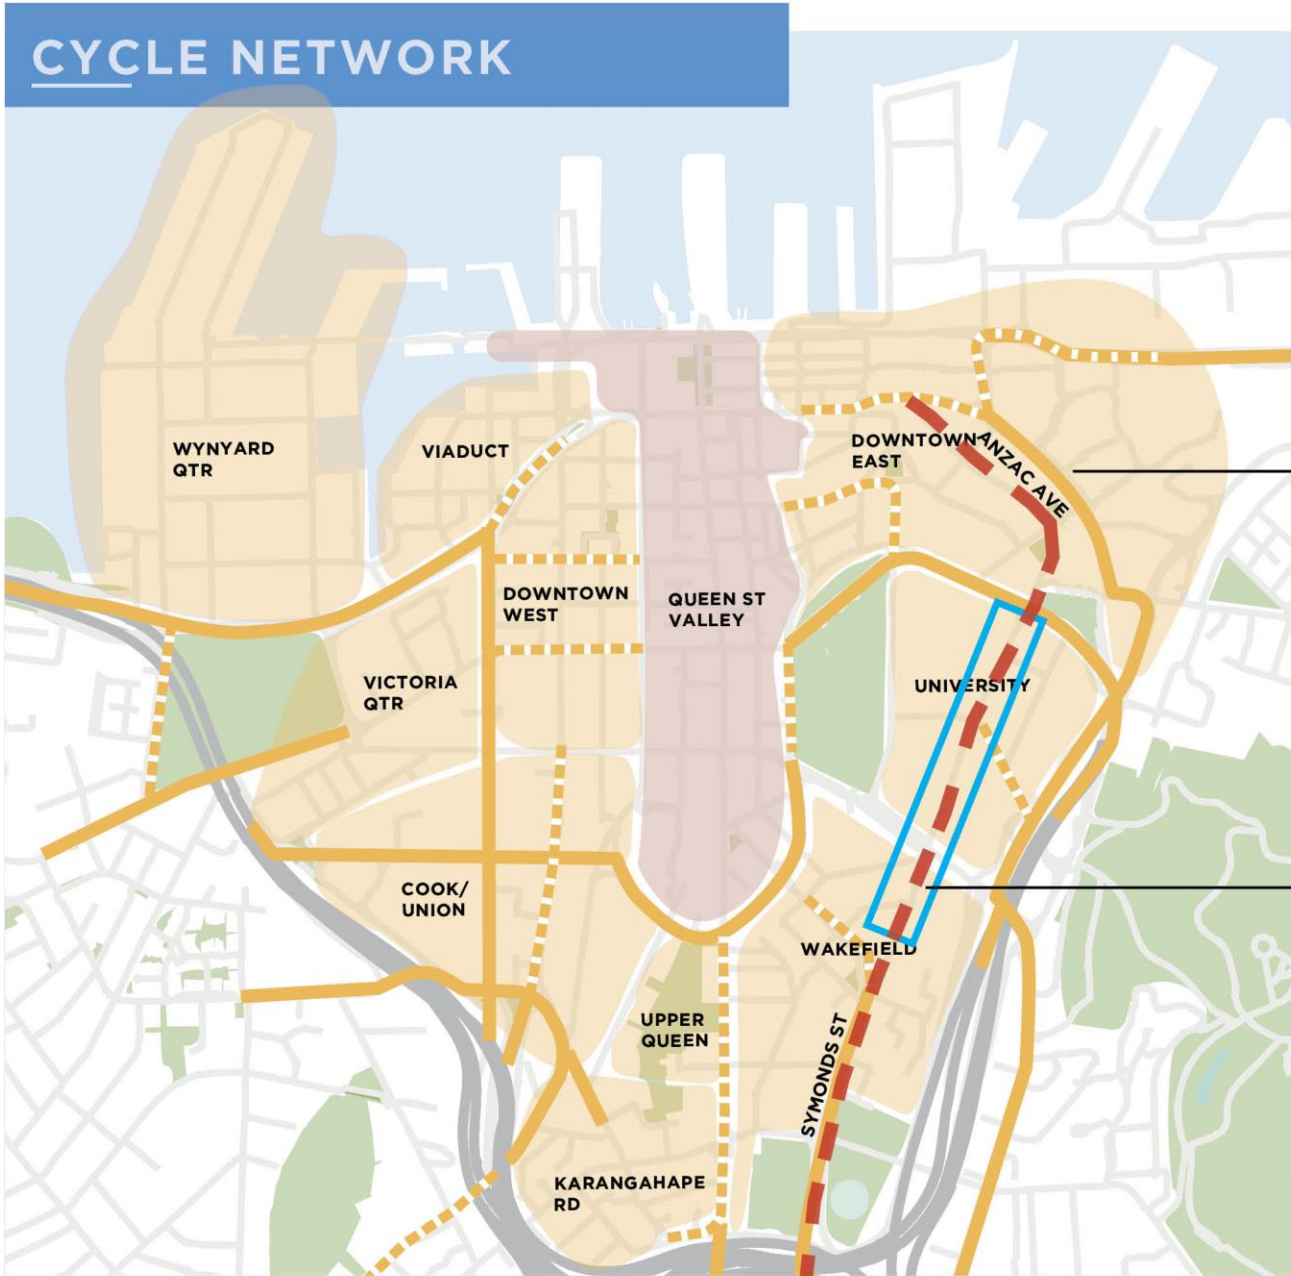 CYCLE NETWORK
WYNYARD
QTR
VIADUCT
DOWNTOWN
EAST
ANZAC AVE
DOWNTOWN
WEST
QUEEN ST
VALLEY
VICTORIA
QTR
UNIVERSITY
COOK/
UNION
WAKEFIELD
UPPER
QUEEN
SYMONDS ST
KARANGAHAPE
RD